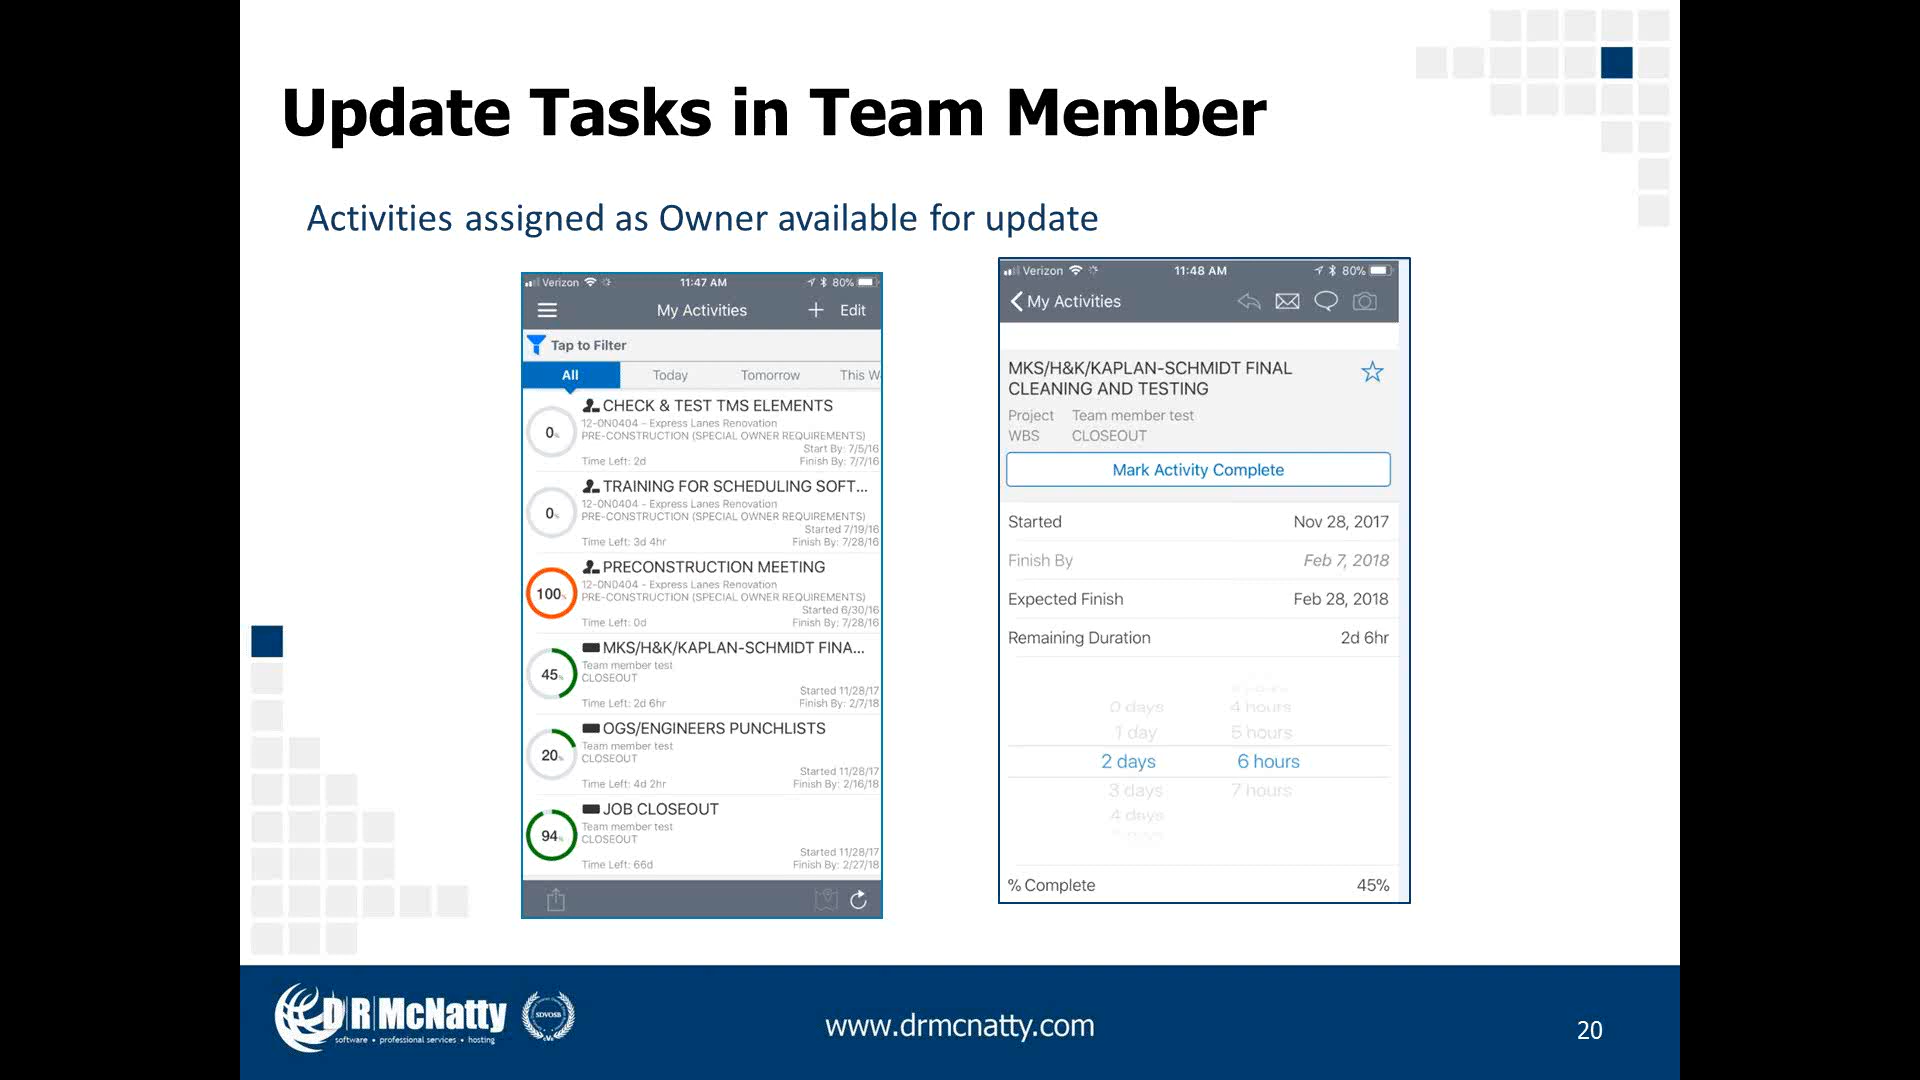 Update Tasks in Team Member
Activities assigned as Owner available for update
Verizon 11:47 AM 80%
My Activities + Edit
Tap to Filter
All Today Tomorrow This W
CHECK & TEST TMS ELEMENTS
12-0N0404 - Express Lanes Renovation
PRE-CONSTRUCTION (SPECIAL OWNER REQUIREMENTS)
0%
Start By: 7/5/16
Time Left: 2d Finish By: 7/7/16
TRAINING FOR SCHEDULING SOFT...
12-0N0404 - Express Lanes Renovation
PRE-CONSTRUCTION (SPECIAL OWNER REQUIREMENTS)
0%
Started 7/19/16
Time Left: 3d 4hr Finish By: 7/28/16
PRECONSTRUCTION MEETING
12-0N0404 - Express Lanes Renovation
PRE-CONSTRUCTION (SPECIAL OWNER REQUIREMENTS)
100%
Started 6/30/16
Time Left: 0d Finish By: 7/28/16
MKS/H&K/KAPLAN-SCHMIDT FINA...
Team member test
45% CLOSEOUT
Started 11/28/17
Time Left: 2d 6hr Finish By: 2/7/18
OGS/ENGINEERS PUNCHLISTS
Team member test
20% CLOSEOUT
Started 11/28/17
Time Left: 4d 2hr Finish By: 2/16/18
JOB CLOSEOUT
Team member test
94% CLOSEOUT
Started 11/28/17
Time Left: 66d Finish By: 2/27/18
Verizon 11:48 AM 80%
My Activities
MKS/H&K/KAPLAN-SCHMIDT FINAL
CLEANING AND TESTING
Project Team member test
WBS CLOSEOUT
Mark Activity Complete
Started Nov 28, 2017
Finish By Feb 7, 2018
Expected Finish Feb 28, 2018
Remaining Duration 2d 6hr
0 days 4 hours
1 day 5 hours
2 days 6 hours
3 days 7 hours
4 days
% Complete 45%
D|R|McNatty
software • professional services • hosting
SDVOSB
www.drmcnatty.com
20